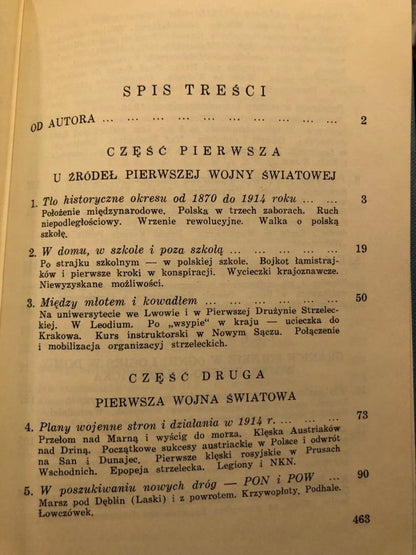 SPIS TREŚCI
OD AUTORA ... ... ... ... ... ... ... ... ... ... 2
CZĘŚĆ PIERWSZA
U ŹRÓDEŁ PIERWSZEJ WOJNY ŚWIATOWEJ
1. Tło historyczne okresu od 1870 do 1914 roku ... ... 3
Położenie międzynarodowe. Polska w trzech zaborach. Ruch
niepodległościowy. Wrzenie rewolucyjne. Walka o polską
szkołę.
2. W domu, w szkole i poza szkołą ... ... ... ... ... 19
Po strajku szkolnym — w polskiej szkole. Bojkot łamistraj-
ków i pierwsze kroki w konspiracji. Wycieczki krajoznawcze.
Niewyzyskane możliwości.
3. Między młotem i kowadłem ... ... ... ... ... ... 50
Na uniwersytecie we Lwowie i w Pierwszej Drużynie Strzelec-
kiej. W Leodium. Po „wsypie" w kraju — ucieczka do
Krakowa. Kurs instruktorski w Nowym Sączu. Połączenie
i mobilizacja organizacyj strzeleckich.
CZĘŚĆ DRUGA
PIERWSZA WOJNA ŚWIATOWA
4. Plany wojenne stron i działania w 1914 r. ... ... ... 73
Przełom nad Marną i wyścig do morza. Klęska Austriaków
nad Driną. Początkowe sukcesy austriackie w Polsce i odwrót
na San i Dunajec. Pierwsze klęski rosyjskie w Prusach
Wschodnich. Epopeja strzelecka. Legiony i NKN.
5. W poszukiwaniu nowych dróg — PON i POW ... 90
Marsz pod Dęblin (Laski) i z powrotem. Krzywopłoty, Podhale.
Łowczówek.
463